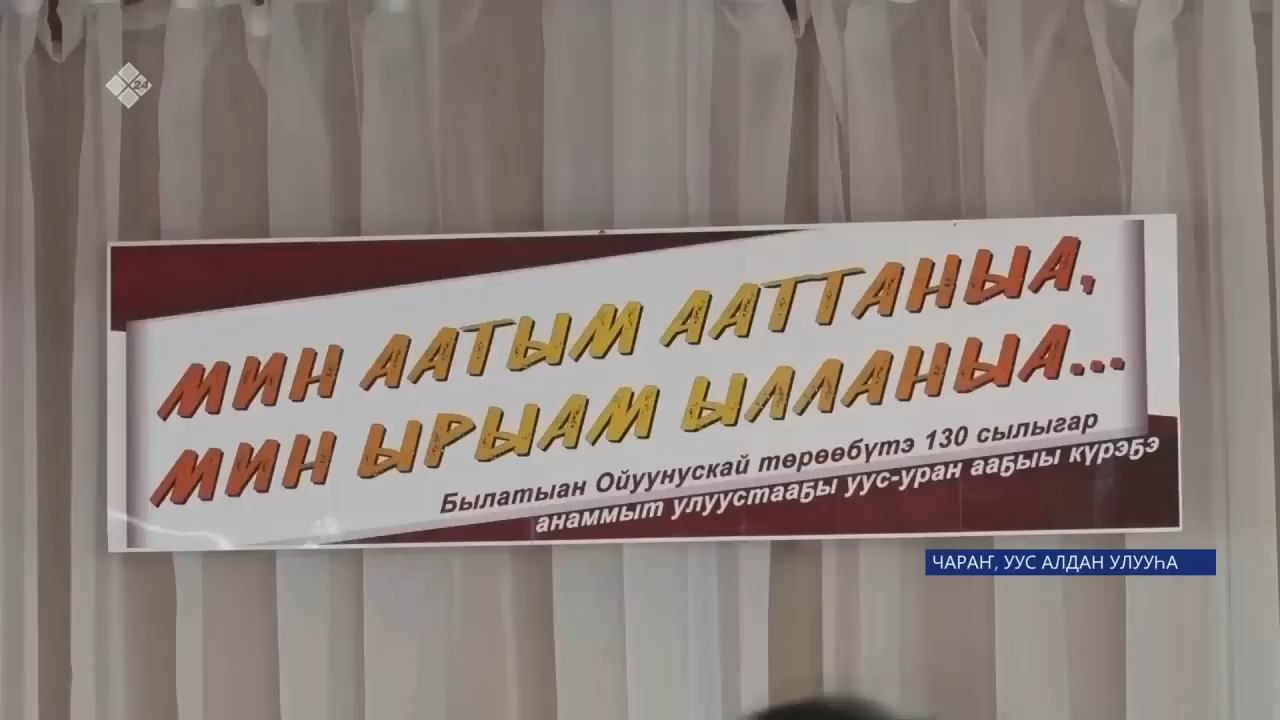 Х24
МИН ААТЫМ ААТТАНЫА,
МИН ЫРЫАМ ЫЛЛАНЫА...
Былатыан Ойуунускай төрөөбүтэ 130 сылыгар
анаммыт улуустааҕы уус-уран ааҕыы күрэҕэ
ЧАРАҤ, УУС АЛДАН УЛУУҺА